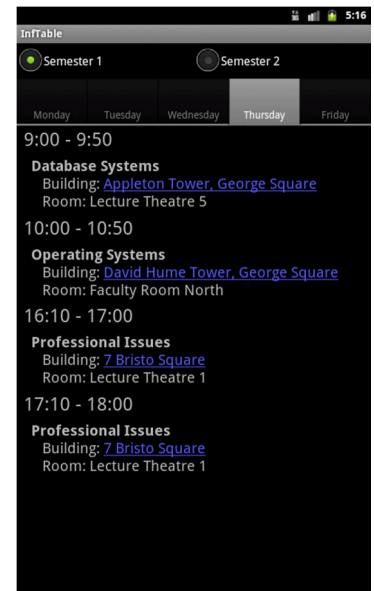 5:16
InfTable
Semester 1 Semester 2
Monday Tuesday Wednesday Thursday Friday
9:00 - 9:50
Database Systems
Building: Appleton Tower, George Square
Room: Lecture Theatre 5
10:00 - 10:50
Operating Systems
Building: David Hume Tower, George Square
Room: Faculty Room North
16:10 - 17:00
Professional Issues
Building: 7 Bristo Square
Room: Lecture Theatre 1
17:10 - 18:00
Professional Issues
Building: 7 Bristo Square
Room: Lecture Theatre 1